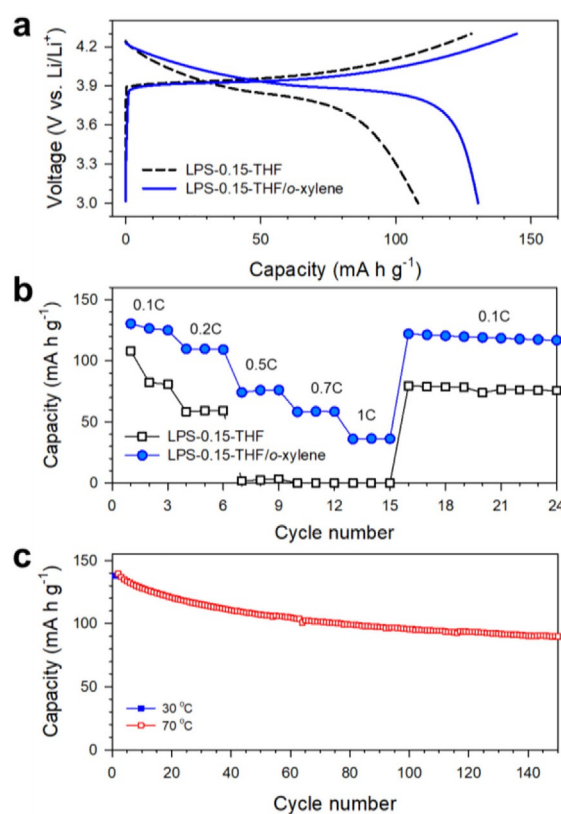 a
Voltage (V vs. Li/Li⁺)
4.2
3.9
3.6
3.3
3.0
LPS-0.15-THF
LPS-0.15-THF/o-xylene
0 50 100 150
Capacity (mA h g⁻¹)
b
Capacity (mA h g⁻¹)
150
100
50
0
0.1C
0.2C
0.5C
0.7C
1C
0.1C
LPS-0.15-THF
LPS-0.15-THF/o-xylene
0 3 6 9 12 15 18 21 24
Cycle number
c
Capacity (mA h g⁻¹)
150
100
50
0
30 °C
70 °C
0 20 40 60 80 100 120 140
Cycle number